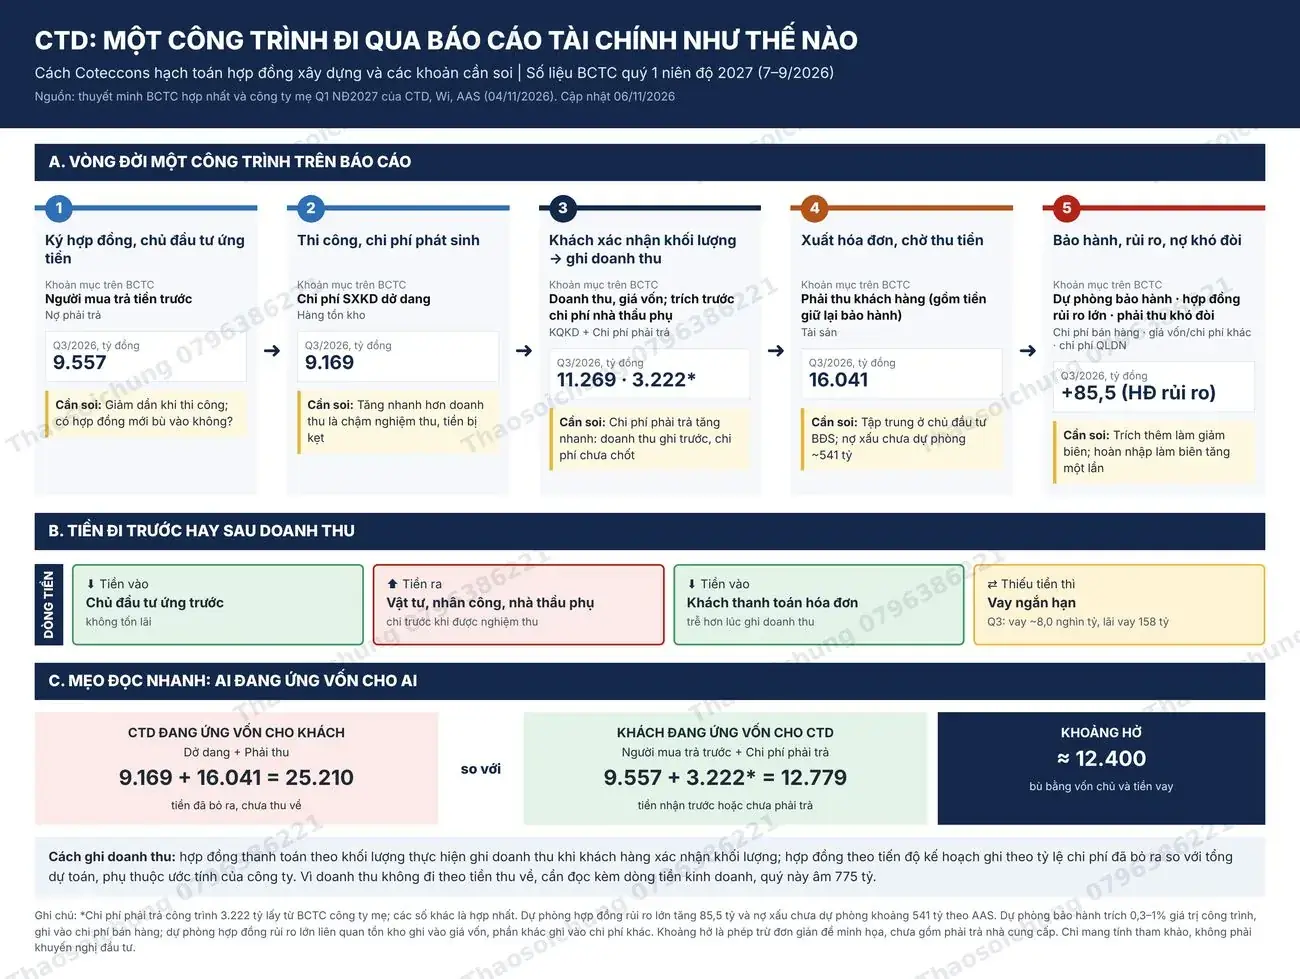 CTD: MỘT CÔNG TRÌNH ĐI QUA BÁO CÁO TÀI CHÍNH NHƯ THẾ NÀO
Cách Coteccons hạch toán hợp đồng xây dựng và các khoản cần soi | Số liệu BCTC quý 1 niên độ 2027 (7–9/2026)
Nguồn: thuyết minh BCTC hợp nhất và công ty mẹ Q1 NĐ2027 của CTD, Wi, AAS (04/11/2026). Cập nhật 06/11/2026
A. VÒNG ĐỜI MỘT CÔNG TRÌNH TRÊN BÁO CÁO
1
Ký hợp đồng, chủ đầu tư ứng
tiền
Khoản mục trên BCTC
Người mua trả tiền trước
Nợ phải trả
Q3/2026, tỷ đồng
9.557
Cần soi: Giảm dần khi thi công;
có hợp đồng mới bù vào không?
→
2
Thi công, chi phí phát sinh
Khoản mục trên BCTC
Chi phí SXKD dở dang
Hàng tồn kho
Q3/2026, tỷ đồng
9.169
Cần soi: Tăng nhanh hơn doanh
thu là chậm nghiệm thu, tiền bị
kẹt
→
3
Khách xác nhận khối lượng
→ ghi doanh thu
Khoản mục trên BCTC
Doanh thu, giá vốn; trích trước
chi phí nhà thầu phụ
KQKD + Chi phí phải trả
Q3/2026, tỷ đồng
11.269 · 3.222*
Cần soi: Chi phí phải trả tăng
nhanh: doanh thu ghi trước, chi
phí chưa chốt
→
4
Xuất hóa đơn, chờ thu tiền
Khoản mục trên BCTC
Phải thu khách hàng (gồm tiền
giữ lại bảo hành)
Tài sản
Q3/2026, tỷ đồng
16.041
Cần soi: Tập trung ở chủ đầu tư
BĐS; nợ xấu chưa dự phòng
~541 tỷ
→
5
Bảo hành, rủi ro, nợ khó đòi
Khoản mục trên BCTC
Dự phòng bảo hành · hợp đồng
rủi ro lớn · phải thu khó đòi
Chi phí bán hàng · giá vốn/chi phí khác
· chi phí QLDN
Q3/2026, tỷ đồng
+85,5 (HĐ rủi ro)
Cần soi: Trích thêm làm giảm
biên; hoàn nhập làm biên tăng
một lần
B. TIỀN ĐI TRƯỚC HAY SAU DOANH THU
DÒNG TIỀN
⬇ Tiền vào
Chủ đầu tư ứng trước
không tốn lãi
⬆ Tiền ra
Vật tư, nhân công, nhà thầu phụ
chi trước khi được nghiệm thu
⬇ Tiền vào
Khách thanh toán hóa đơn
trễ hơn lúc ghi doanh thu
⇄ Thiếu tiền thì
Vay ngắn hạn
Q3: vay ~8,0 nghìn tỷ, lãi vay 158 tỷ
C. MẸO ĐỌC NHANH: AI ĐANG ỨNG VỐN CHO AI
CTD ĐANG ỨNG VỐN CHO KHÁCH
Dở dang + Phải thu
9.169 + 16.041 = 25.210
tiền đã bỏ ra, chưa thu về
so với
KHÁCH ĐANG ỨNG VỐN CHO CTD
Người mua trả trước + Chi phí phải trả
9.557 + 3.222* = 12.779
tiền nhận trước hoặc chưa phải trả
KHOẢNG HỞ
≈ 12.400
bù bằng vốn chủ và tiền vay
Cách ghi doanh thu: hợp đồng thanh toán theo khối lượng thực hiện ghi doanh thu khi khách hàng xác nhận khối lượng; hợp đồng theo tiến độ kế hoạch ghi theo tỷ lệ chi phí đã bỏ ra so với tổng
dự toán, phụ thuộc ước tính của công ty. Vì doanh thu không đi theo tiền thu về, cần đọc kèm dòng tiền kinh doanh, quý này âm 775 tỷ.
Ghi chú: *Chi phí phải trả công trình 3.222 tỷ lấy từ BCTC công ty mẹ; các số khác là hợp nhất. Dự phòng hợp đồng rủi ro lớn tăng 85,5 tỷ và nợ xấu chưa dự phòng khoảng 541 tỷ theo AAS. Dự phòng bảo hành trích 0,3–1% giá trị công trình,
ghi vào chi phí bán hàng; dự phòng hợp đồng rủi ro lớn liên quan tồn kho ghi vào giá vốn, phần khác ghi vào chi phí khác. Khoảng hở là phép trừ đơn giản để minh họa, chưa gồm phải trả nhà cung cấp. Chỉ mang tính tham khảo, không phải
khuyến nghị đầu tư.
Thaosoichung 0796386221